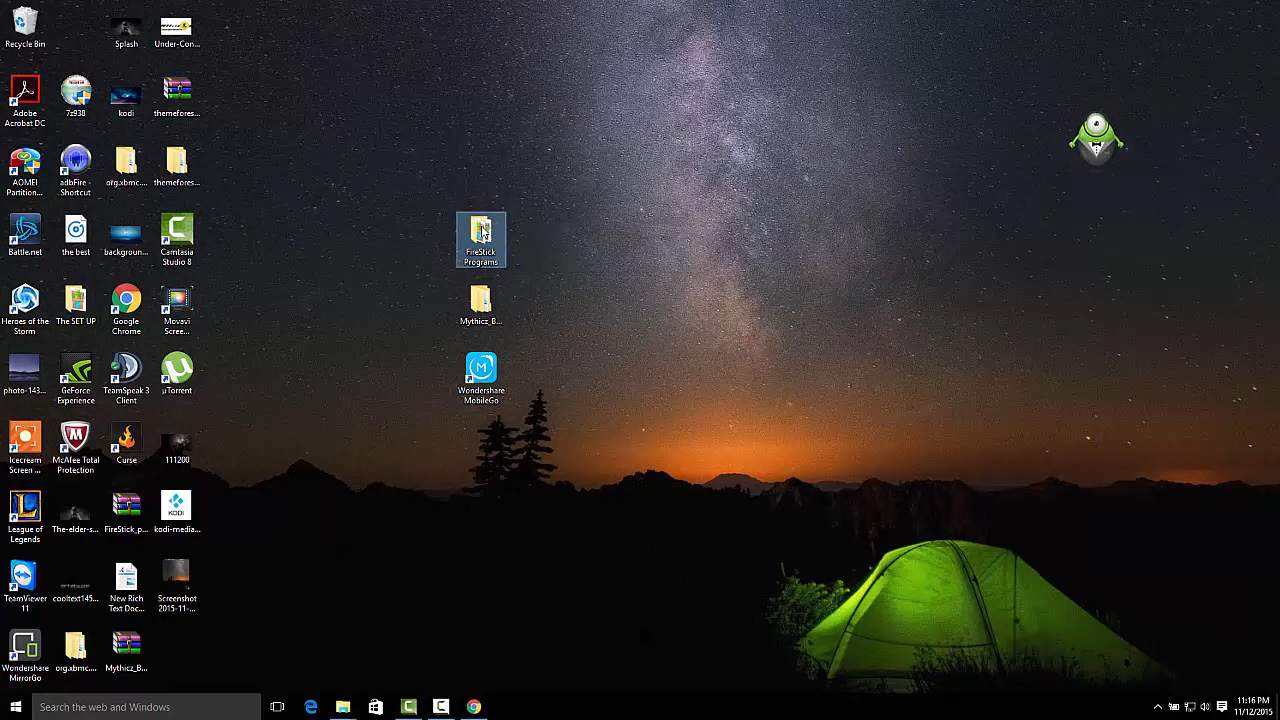 Recycle Bin
Splash
Under-Con...
Adobe
Acrobat DC
7z938
kodi
themefores...
AOMEI
Partition...
adbFire -
Shortcut
org.xbmc....
themefores...
Battle.net
the best
backgroun...
Camtasia
Studio 8
FireStick
Programs
Heroes of the
Storm
The SET UP
Google
Chrome
Movavi
Scree...
Mythicz_B...
photo-143...
GeForce
Experience
TeamSpeak 3
Client
µTorrent
Wondershare
MobileGo
Icecream
Screen ...
McAfee Total
Protection
Curse
111200
League of
Legends
The-elder-s...
FireStick_p...
KODI
kodi-media...
TeamViewer
11
cooltext145...
New Rich
Text Doc...
Screenshot
2015-11-...
Wondershare
MirrorGo
org.xbmc....
Mythicz_B...
Search the web and Windows
11:16 PM
11/12/2015